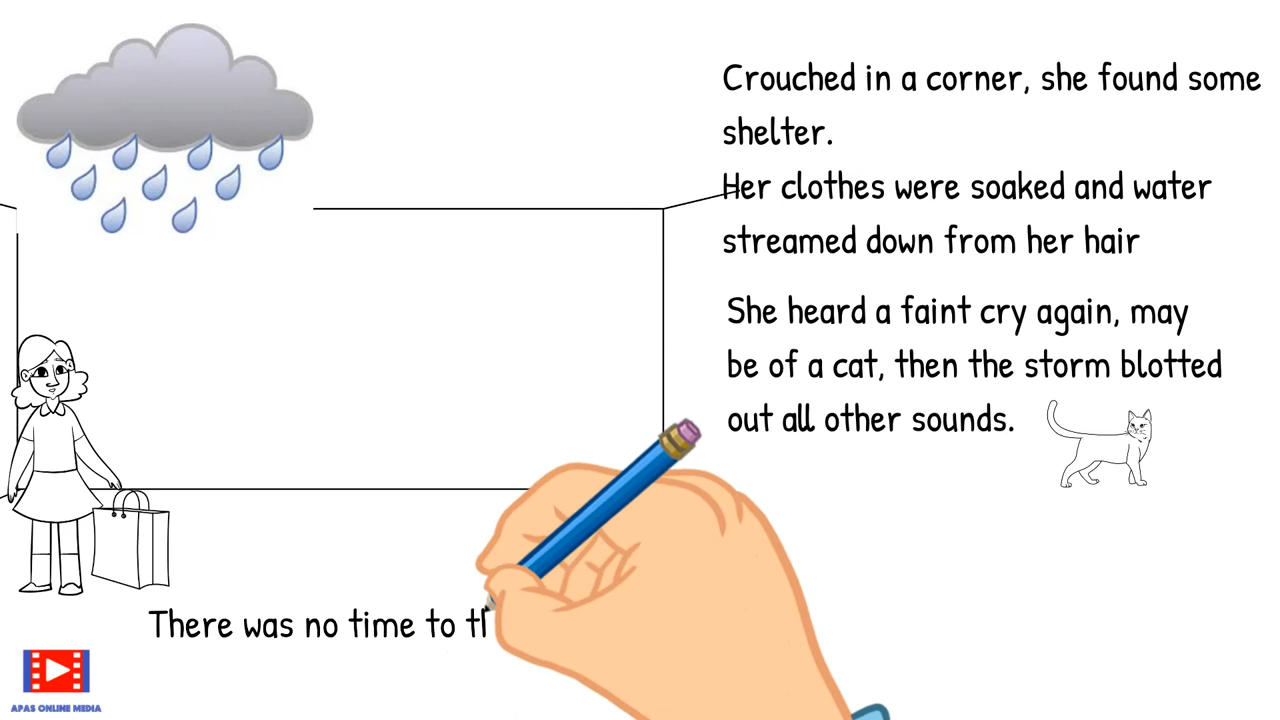 Crouched in a corner, she found some
shelter.
Her clothes were soaked and water
streamed down from her hair
She heard a faint cry again, may
be of a cat, then the storm blotted
out all other sounds.
There was no time to
APAS ONLINE MEDIA